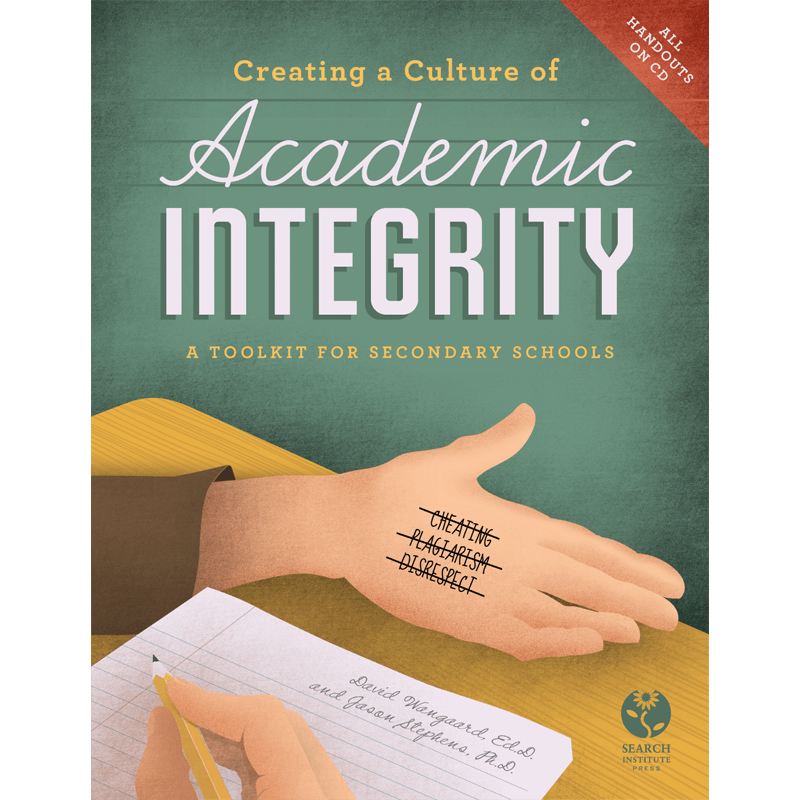 ALL
HANDOUTS
ON CD
Creating a Culture of
Academic
INTEGRITY
A TOOLKIT FOR SECONDARY SCHOOLS
CHEATING
PLAGIARISM
DISRESPECT
David Wangaard, Ed.D.
and Jason Stephens, Ph.D.
SEARCH
INSTITUTE
PRESS